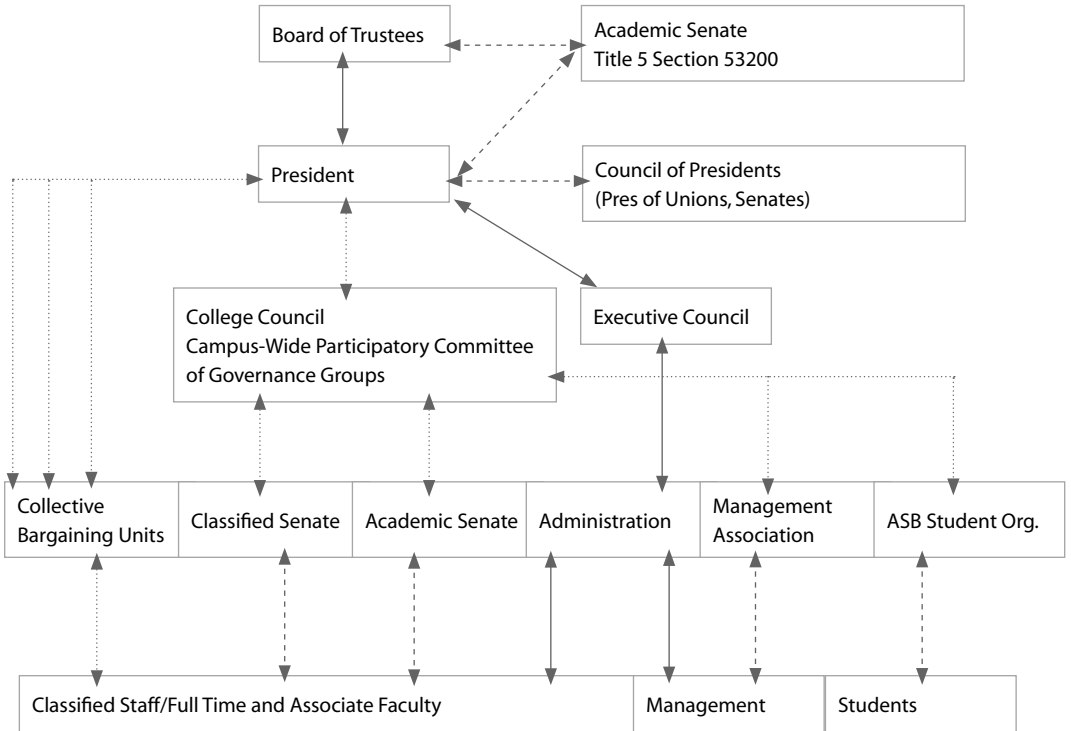 Board of Trustees
Academic Senate
Title 5 Section 53200
President
Council of Presidents
(Pres of Unions, Senates)
College Council
Campus-Wide Participatory Committee
of Governance Groups
Executive Council
Collective
Bargaining Units
Classified Senate
Academic Senate
Administration
Management
Association
ASB Student Org.
Classified Staff/Full Time and Associate Faculty
Management
Students